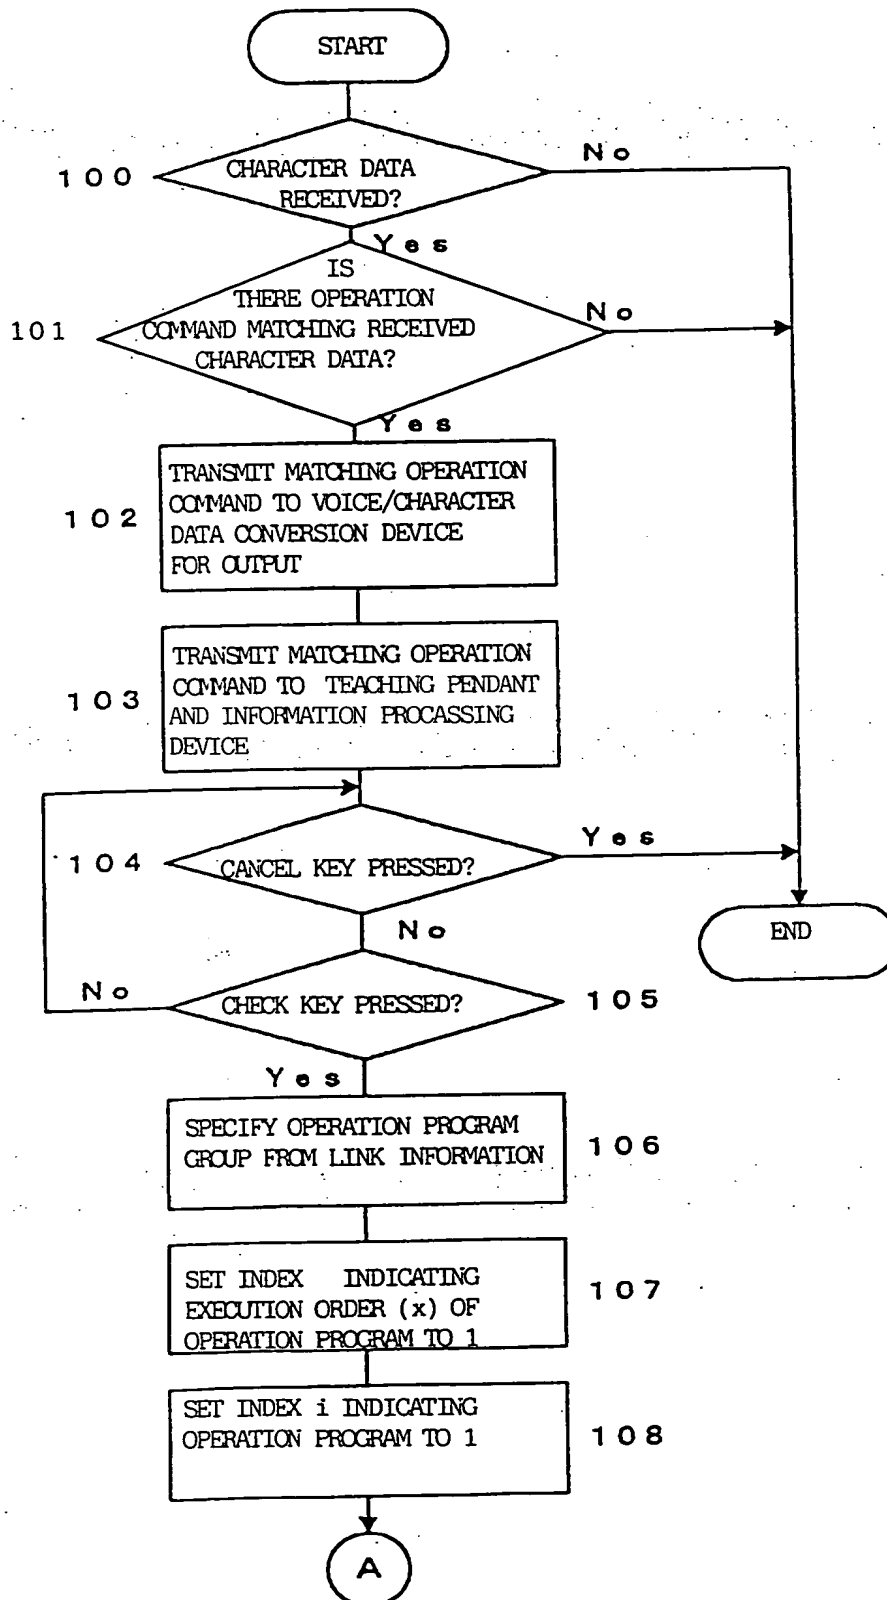 START
100
CHARACTER DATA
RECEIVED?
No
Yes
101
IS
THERE OPERATION
COMMAND MATCHING RECEIVED
CHARACTER DATA?
No
Yes
102
TRANSMIT MATCHING OPERATION
COMMAND TO VOICE/CHARACTER
DATA CONVERSION DEVICE
FOR OUTPUT
103
TRANSMIT MATCHING OPERATION
COMMAND TO TEACHING PENDANT
AND INFORMATION PROCASSING
DEVICE
104
CANCEL KEY PRESSED?
Yes
No
END
No
CHECK KEY PRESSED?
105
Yes
SPECIFY OPERATION PROGRAM
GROUP FROM LINK INFORMATION
106
SET INDEX INDICATING
EXECUTION ORDER (x) OF
OPERATION PROGRAM TO 1
107
SET INDEX i INDICATING
OPERATION PROGRAM TO 1
108
A